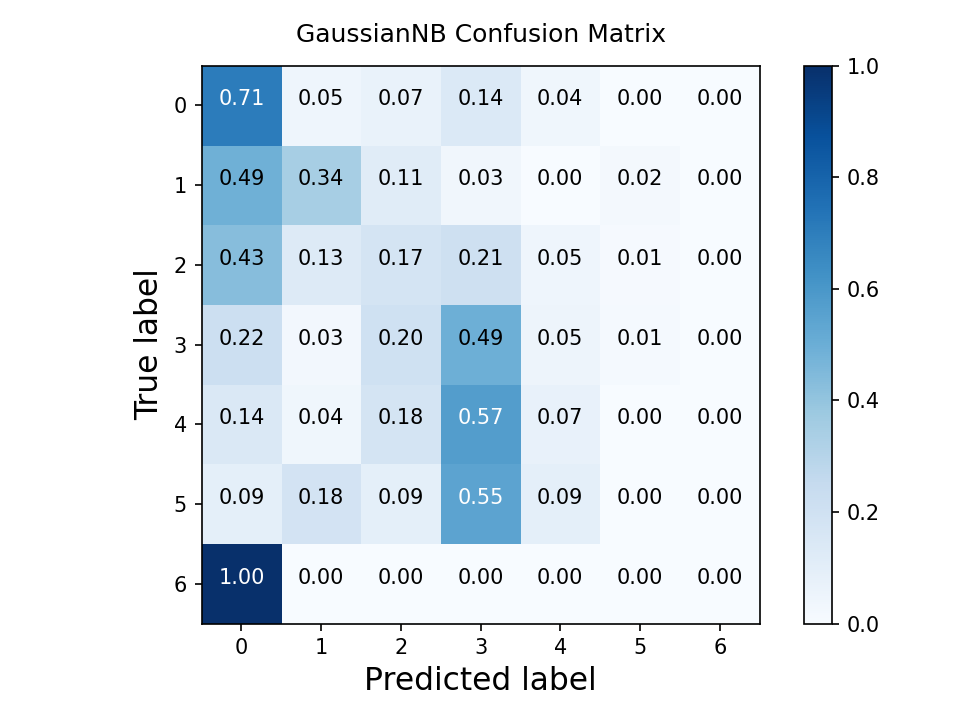 GaussianNB Confusion Matrix
0 0.71 0.05 0.07 0.14 0.04 0.00 0.00
1 0.49 0.34 0.11 0.03 0.00 0.02 0.00
2 0.43 0.13 0.17 0.21 0.05 0.01 0.00
3 0.22 0.03 0.20 0.49 0.05 0.01 0.00
4 0.14 0.04 0.18 0.57 0.07 0.00 0.00
5 0.09 0.18 0.09 0.55 0.09 0.00 0.00
6 1.00 0.00 0.00 0.00 0.00 0.00 0.00
0 1 2 3 4 5 6
Predicted label
True label
1.0
0.8
0.6
0.4
0.2
0.0